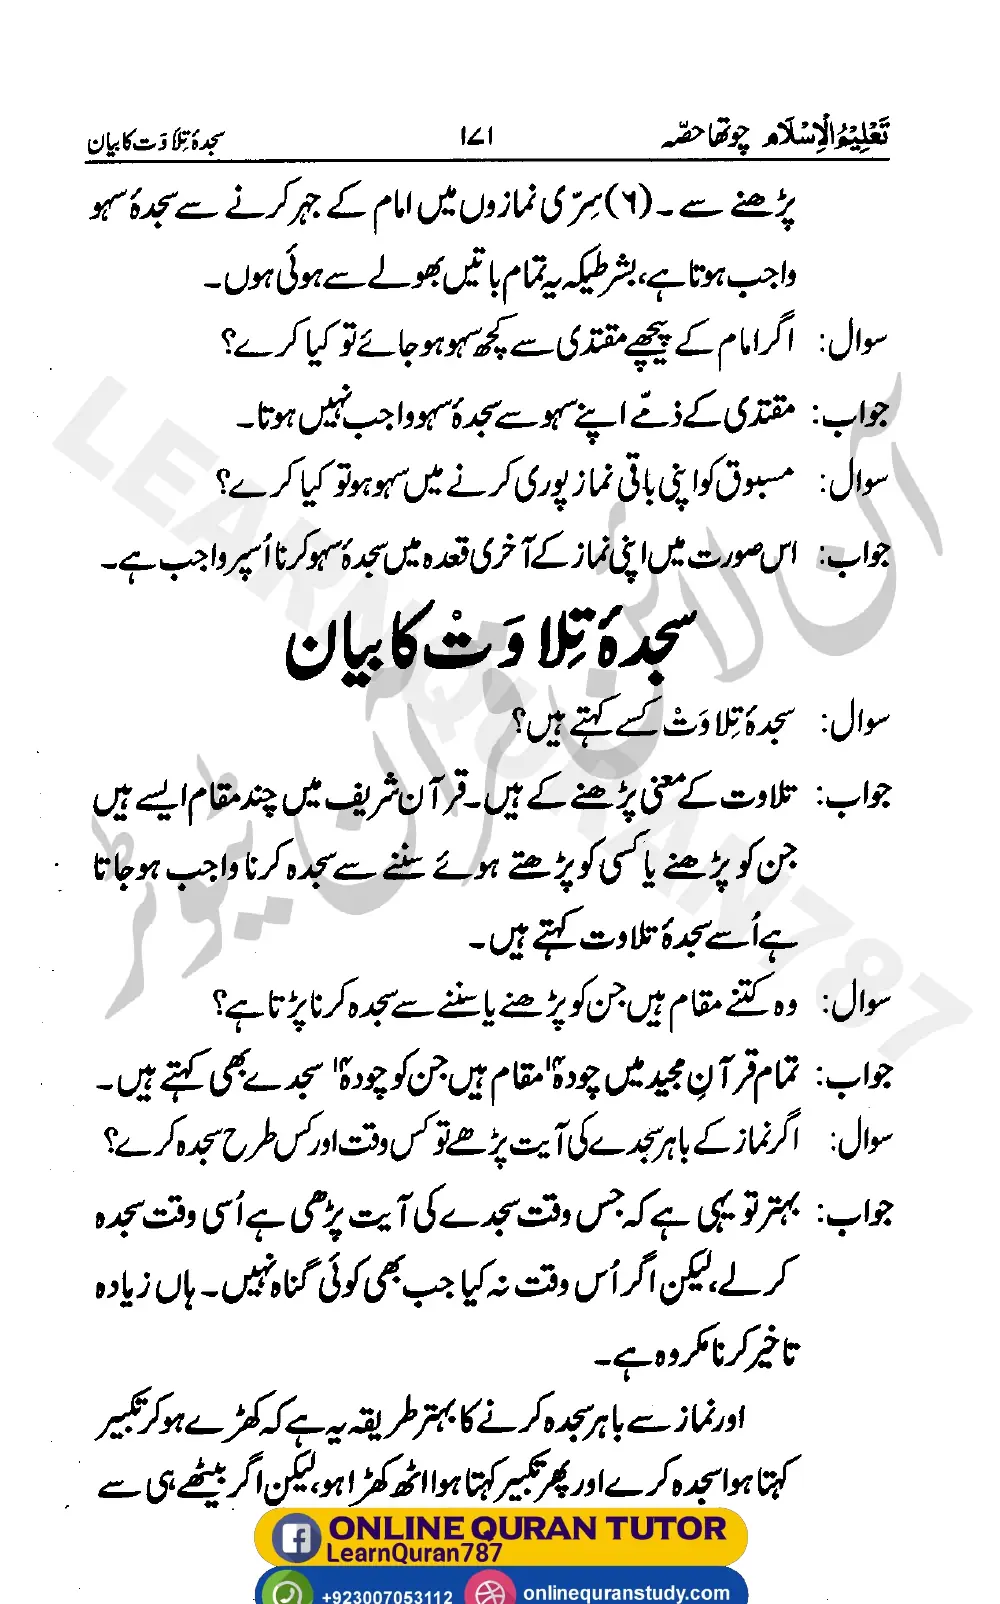 تَعْلِیْمُ الْاِسْلَام چوتھا حصّہ
۱۷۱
سجدۂ تِلَاوَت کا بیان
پڑھنے سے ۔ (۶) سِرّی نمازوں میں امام کے جہر کرنے سے سجدۂ سہو
واجب ہوتا ہے، بشرطیکہ یہ تمام باتیں بھولے سے ہوئی ہوں۔
سوال: اگر امام کے پیچھے مقتدی سے کچھ سہو ہو جائے تو کیا کرے؟
جواب: مقتدی کے ذمّے اپنے سہو سے سجدۂ سہو واجب نہیں ہوتا۔
سوال: مسبوق کو اپنی باقی نماز پوری کرنے میں سہو ہو تو کیا کرے؟
جواب: اس صورت میں اپنی نماز کے آخری قعدہ میں سجدۂ سہو کرنا اُسپر واجب ہے۔
سجدۂ تِلاوَتْ کا بیان
سوال: سجدۂ تِلاوَتْ کسے کہتے ہیں؟
جواب: تلاوت کے معنی پڑھنے کے ہیں۔ قرآن شریف میں چند مقام ایسے ہیں
جن کو پڑھنے یا کسی کو پڑھتے ہوئے سننے سے سجدہ کرنا واجب ہو جاتا
ہے اُسے سجدۂ تلاوت کہتے ہیں۔
سوال: وہ کتنے مقام ہیں جن کو پڑھنے یا سننے سے سجدہ کرنا پڑتا ہے؟
جواب: تمام قرآنِ مجید میں چودہ۱۴ مقام ہیں جن کو چودہ۱۴ سجدے بھی کہتے ہیں۔
سوال: اگر نماز کے باہر سجدے کی آیت پڑھے تو کس وقت اور کس طرح سجدہ کرے؟
جواب: بہتر تو یہی ہے کہ جس وقت سجدے کی آیت پڑھی ہے اُسی وقت سجدہ
کرلے، لیکن اگر اُس وقت نہ کیا جب بھی کوئی گناہ نہیں۔ ہاں زیادہ
تاخیر کرنا مکروہ ہے۔
اور نماز سے باہر سجدہ کرنے کا بہتر طریقہ یہ ہے کہ کھڑے ہو کر تکبیر
کہتا ہوا سجدہ کرے اور پھر تکبیر کہتا ہوا اٹھ کھڑا ہو، لیکن اگر بیٹھے ہی سے
LEARNQURAN787
آن لائن قرآن ٹیوٹر
ONLINE QURAN TUTOR
LearnQuran787
+923007053112
onlinequranstudy.com